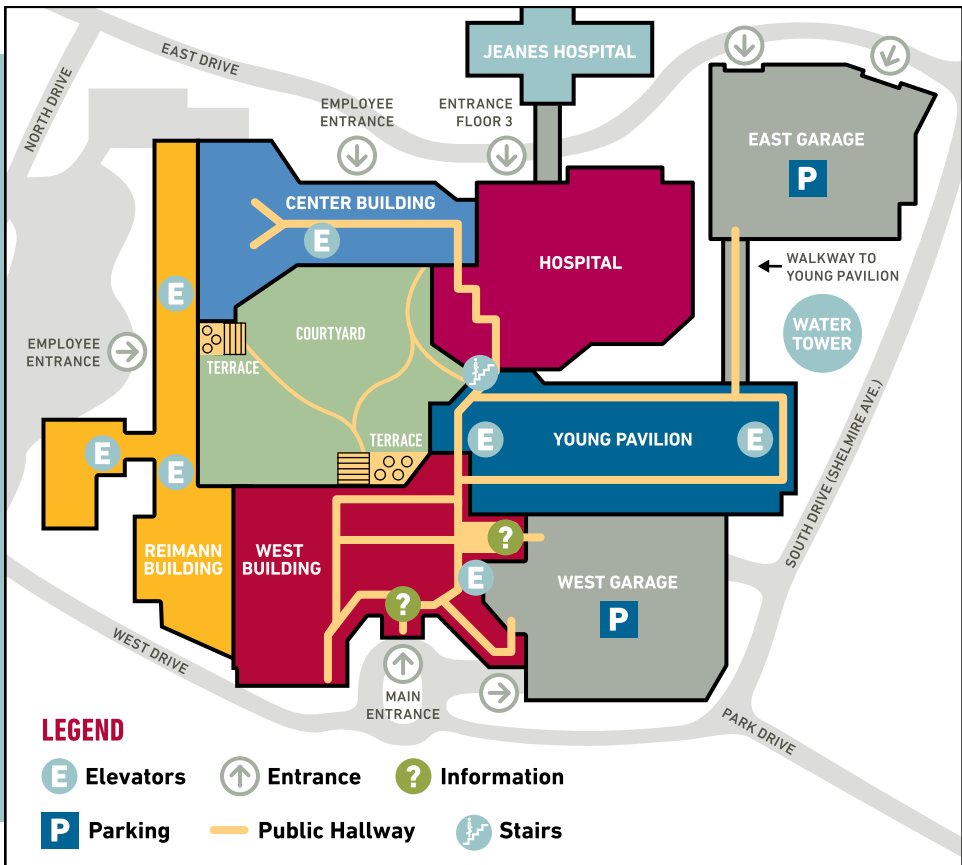 JEANES HOSPITAL
EAST DRIVE
NORTH DRIVE
EMPLOYEE
ENTRANCE
ENTRANCE
FLOOR 3
EAST GARAGE
P
CENTER BUILDING
E
HOSPITAL
WALKWAY TO
YOUNG PAVILION
E
COURTYARD
WATER
TOWER
EMPLOYEE
ENTRANCE
TERRACE
SOUTH DRIVE (SHELMIRE AVE.)
TERRACE
E
YOUNG PAVILION
E
E
E
REIMANN
BUILDING
WEST
BUILDING
?
E
WEST GARAGE
P
?
WEST DRIVE
MAIN
ENTRANCE
PARK DRIVE
LEGEND
E Elevators
Entrance
? Information
P Parking
Public Hallway
Stairs